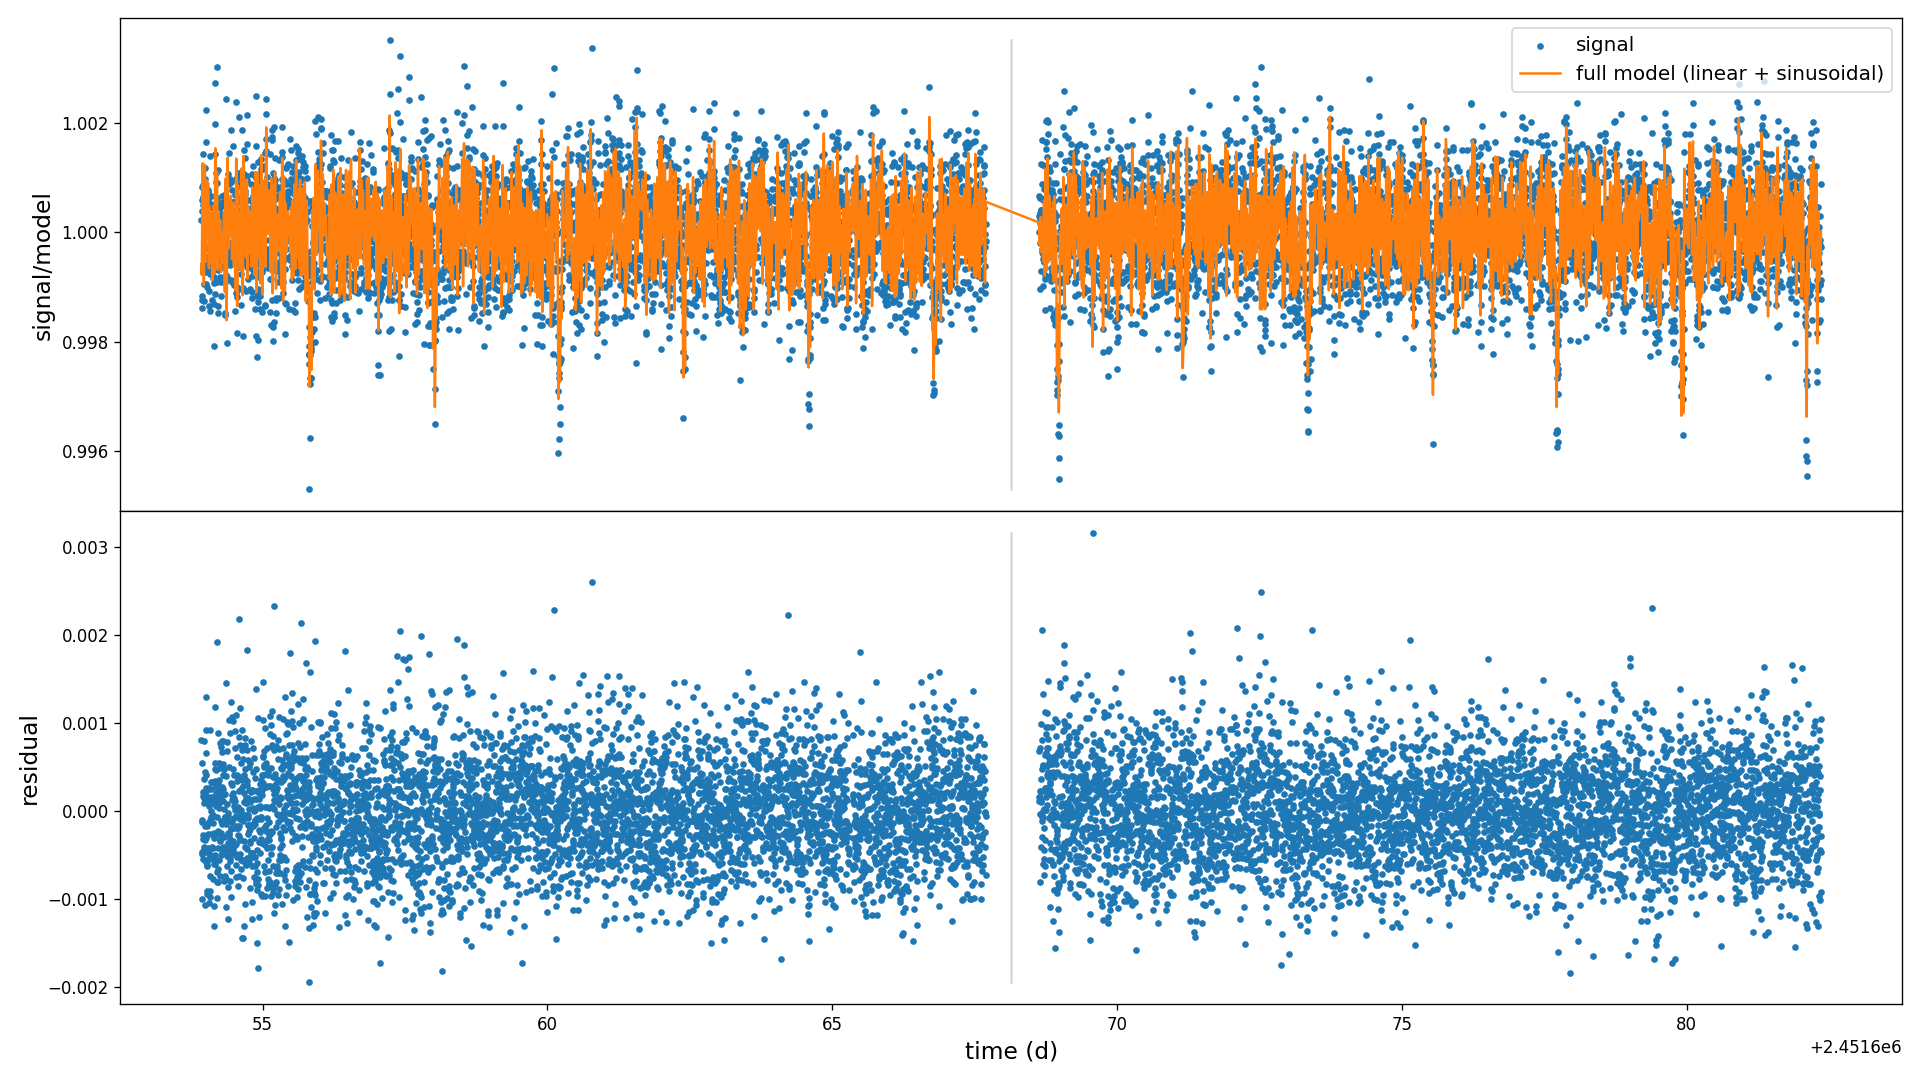 signal
full model (linear + sinusoidal)
1.002
1.000
0.998
0.996
signal/model
0.003
0.002
0.001
0.000
−0.001
−0.002
residual
55
60
65
70
75
80
time (d)
+2.4516e6